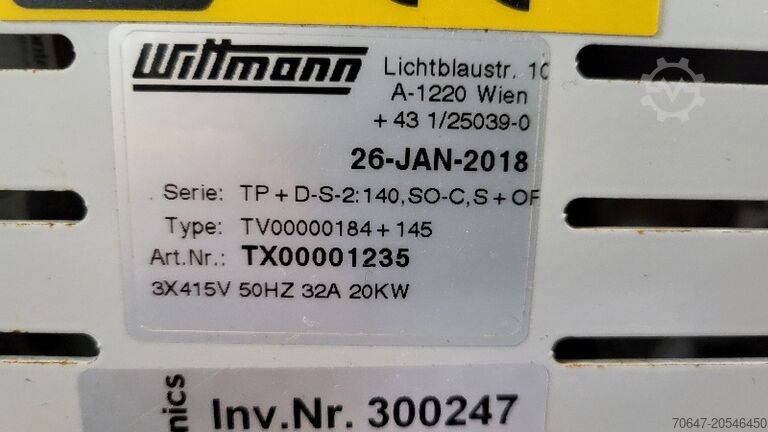 Wittmann
Lichtblaustr. 10
A-1220 Wien
+ 43 1/25039-0
26-JAN-2018
Serie: TP + D-S-2:140,SO-C,S + OF
Type: TV00000184 + 145
Art.Nr.: TX00001235
3X415V 50HZ 32A 20KW
nics
Inv.Nr. 300247
70647-20546450